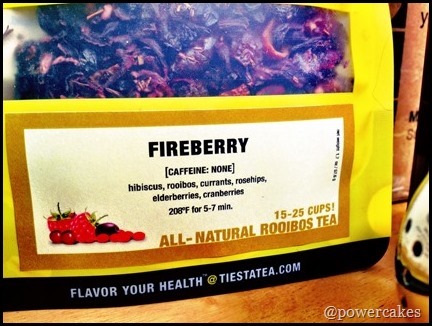 FIREBERRY
[CAFFEINE: NONE]
hibiscus, rooibos, currants, rosehips,
elderberries, cranberries
208°F for 5-7 min.
15-25 CUPS!
ALL-NATURAL ROOIBOS TEA
FLAVOR YOUR HEALTH™ @ TIESTATEA.COM
@powercakes